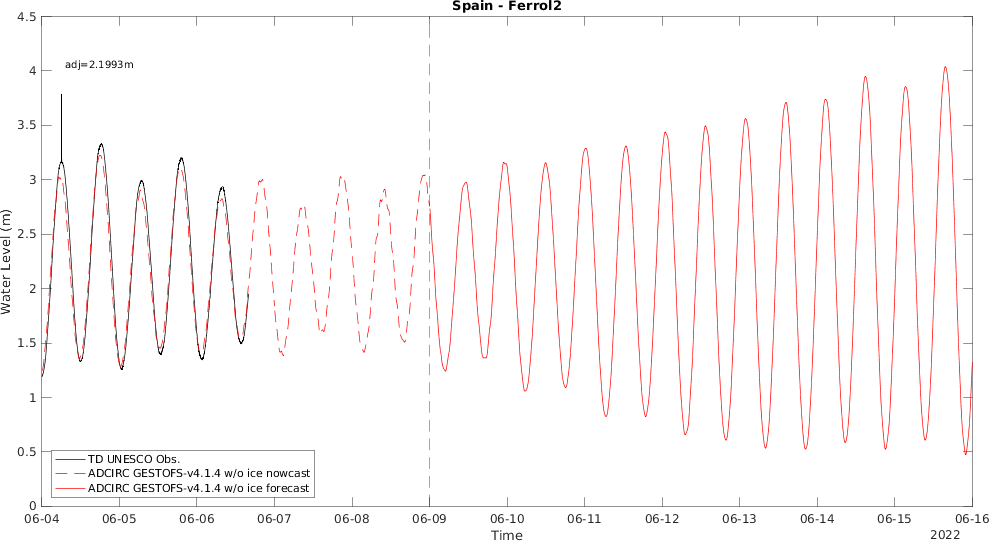 Spain - Ferrol2
4.5
4
3.5
3
2.5
2
1.5
1
0.5
0
Water Level (m)
adj=2.1993m
TD UNESCO Obs.
ADCIRC GESTOFS-v4.1.4 w/o ice nowcast
ADCIRC GESTOFS-v4.1.4 w/o ice forecast
06-04 06-05 06-06 06-07 06-08 06-09 06-10 06-11 06-12 06-13 06-14 06-15 06-16
Time
2022